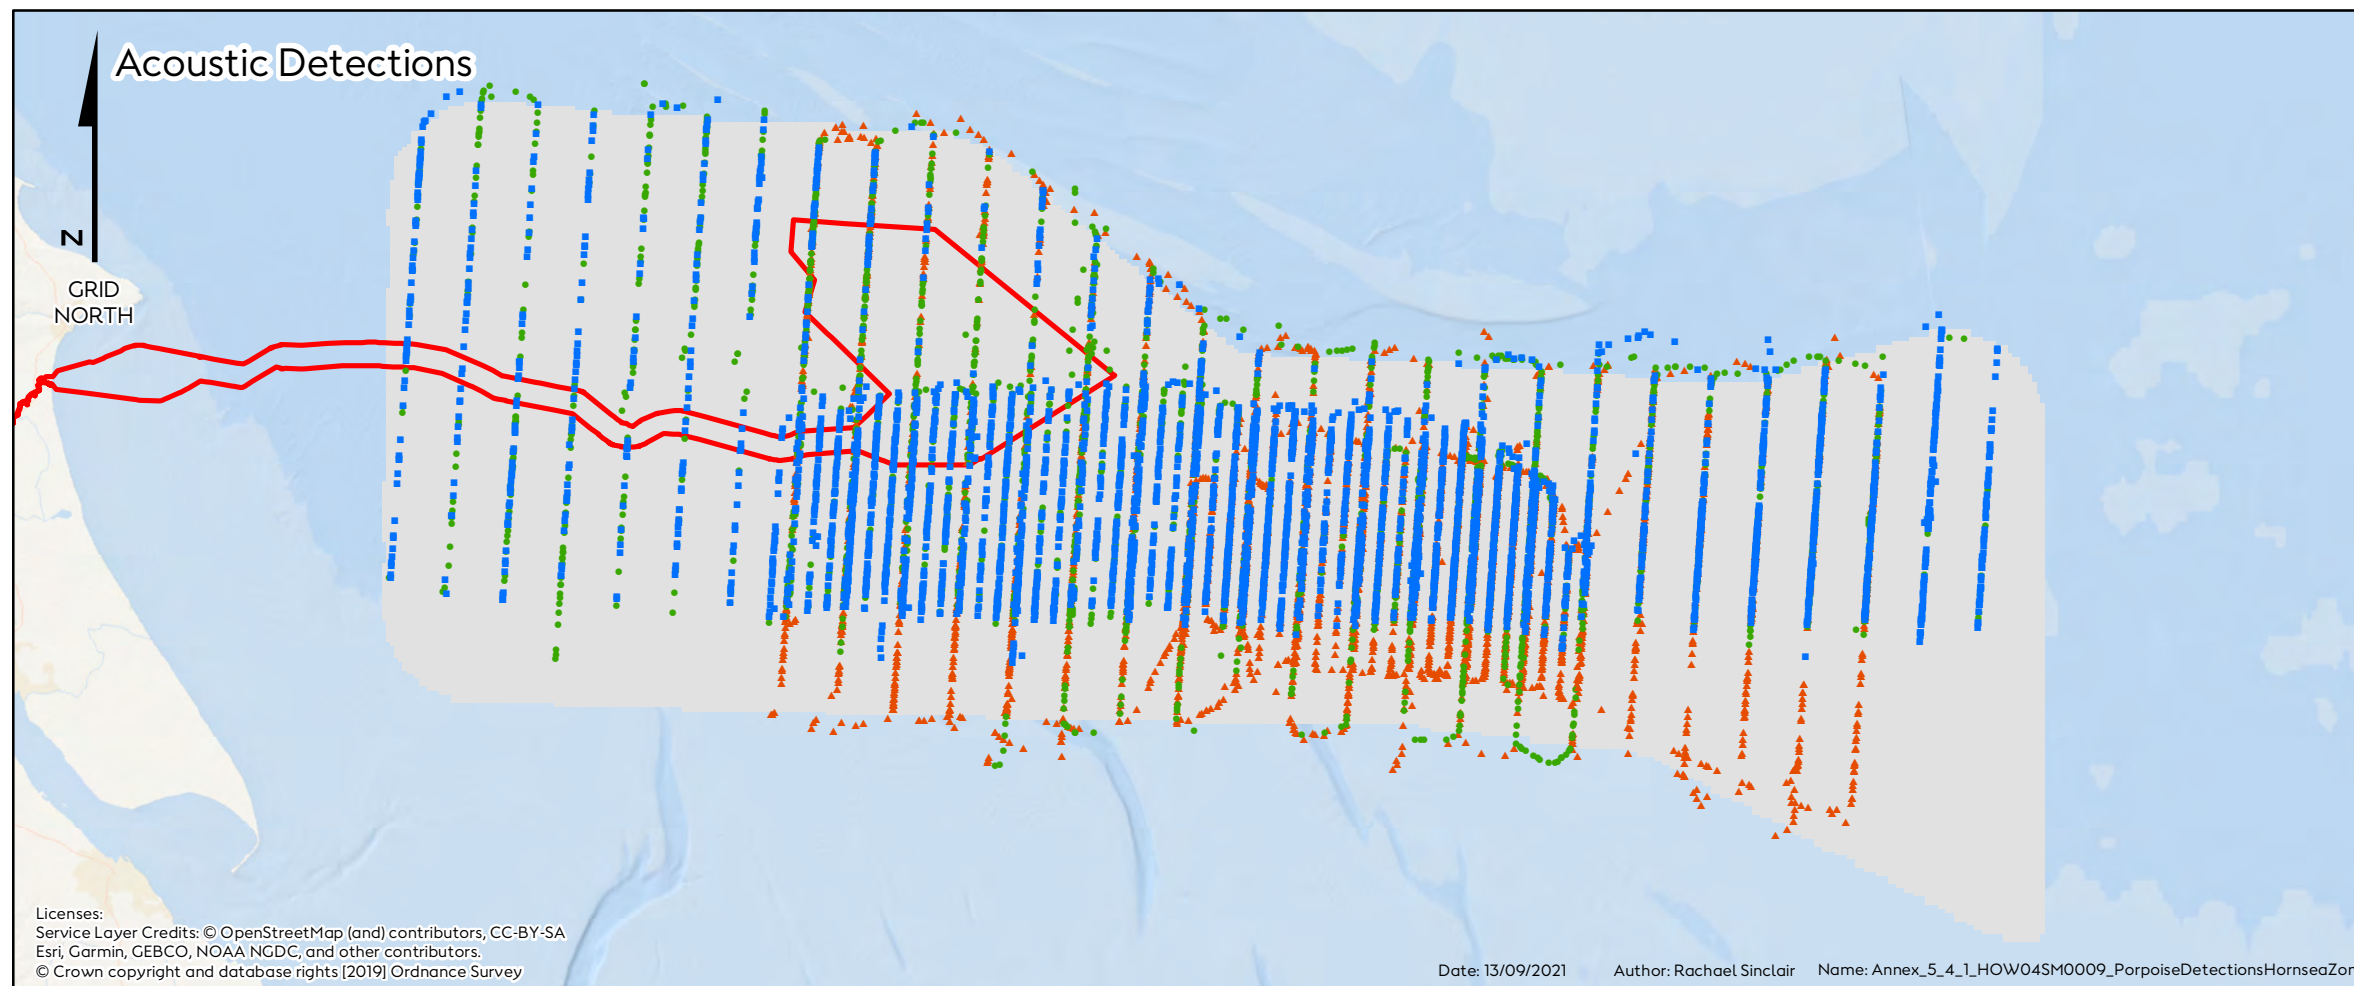 Acoustic Detections
N
GRID
NORTH
Licenses:
Service Layer Credits: © OpenStreetMap (and) contributors, CC-BY-SA
Esri, Garmin, GEBCO, NOAA NGDC, and other contributors.
© Crown copyright and database rights [2019] Ordnance Survey
Date: 13/09/2021 Author: Rachael Sinclair Name: Annex_5_4_1_HOW04SM0009_PorpoiseDetectionsHornseaZon